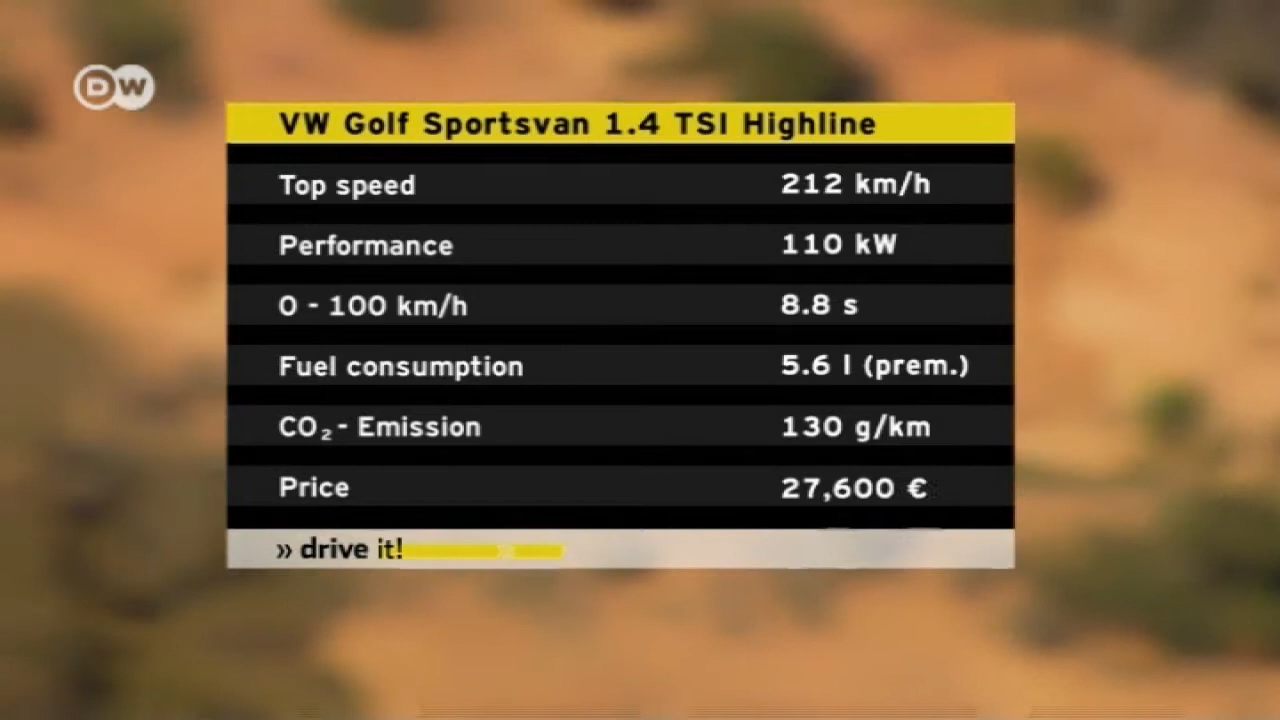 DW
VW Golf Sportsvan 1.4 TSI Highline
Top speed 212 km/h
Performance 110 kW
0 - 100 km/h 8.8 s
Fuel consumption 5.6 l (prem.)
CO₂- Emission 130 g/km
Price 27,600 €
» drive it!